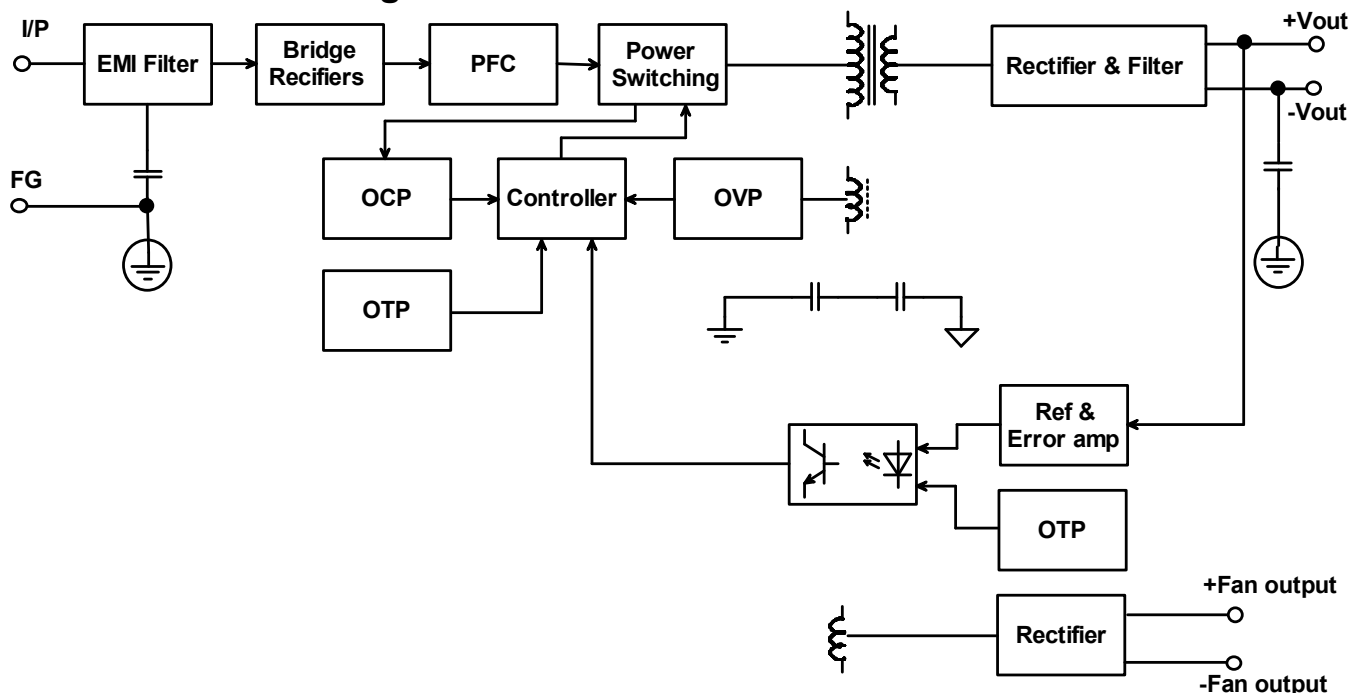 I/P
EMI Filter
Bridge
Recifiers
PFC
Power
Switching
Rectifier & Filter
+Vout
-Vout
FG
OCP
Controller
OVP
OTP
Ref &
Error amp
OTP
+Fan output
Rectifier
-Fan output